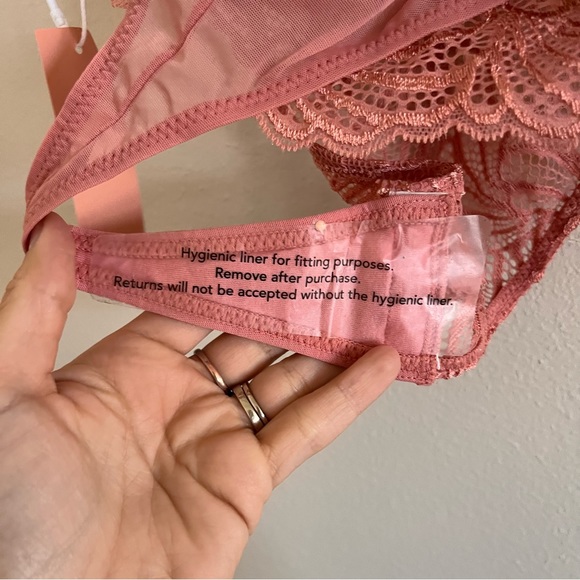 Hygienic liner for fitting purposes.
Remove after purchase.
Returns will not be accepted without the hygienic liner.